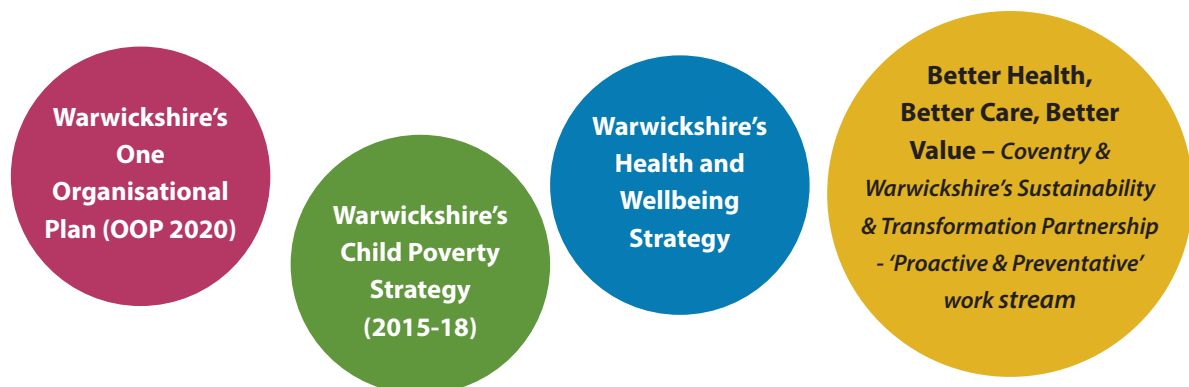 Warwickshire’s
One
Organisational
Plan (OOP 2020)
Warwickshire’s
Child Poverty
Strategy
(2015-18)
Warwickshire’s
Health and
Wellbeing
Strategy
Better Health,
Better Care, Better
Value – Coventry &
Warwickshire’s Sustainability
& Transformation Partnership
- ‘Proactive & Preventative’
work stream